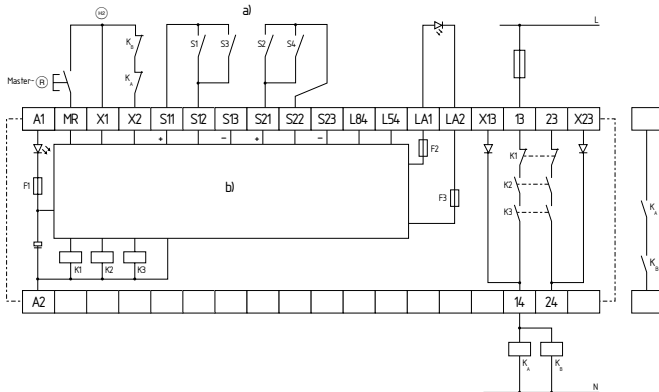 a)
L
K_B
S1 S3 S2 S4
Master- R
K_A
A1 MR X1 X2 S11 S12 S13 S21 S22 S23 L84 L54 LA1 LA2 X13 13 23 X23
+ − + −
F2
K1
F1
b)
K2
F3
K3
K_A
K1 K2 K3
K_B
A2 14 24
K_A K_B
N